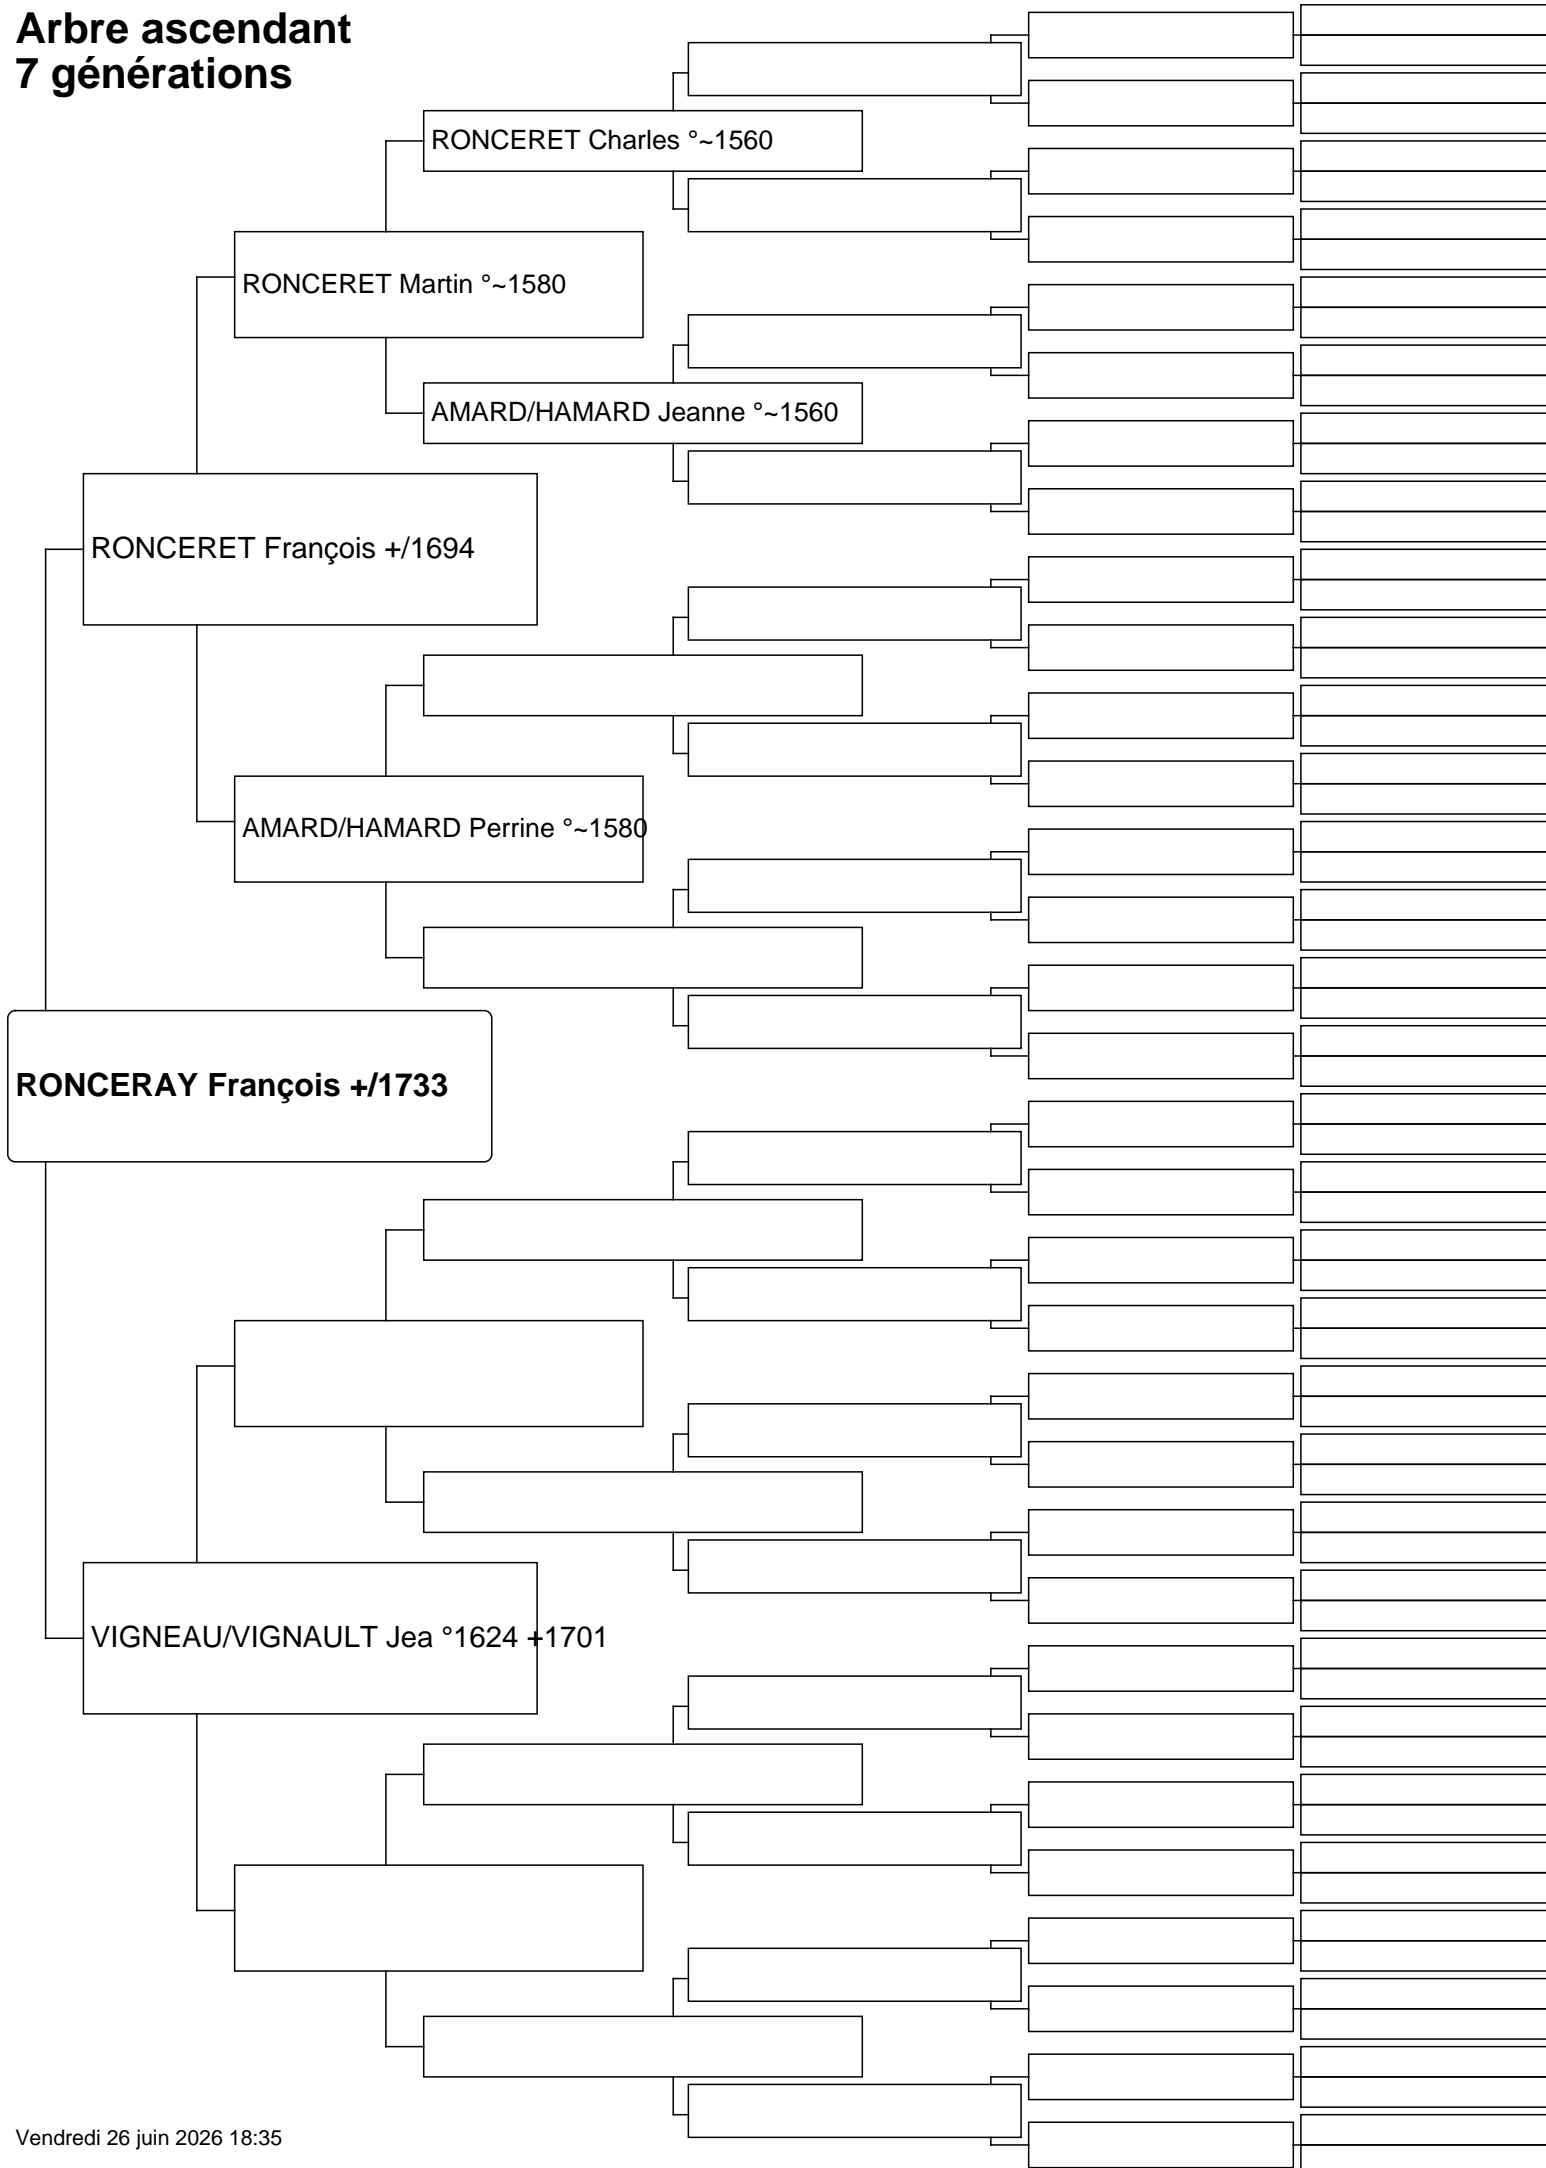 Arbre ascendant
7 générations
RONCERET Charles °~1560
RONCERET Martin °~1580
AMARD/HAMARD Jeanne °~1560
RONCERET François +/1694
AMARD/HAMARD Perrine °~1580
RONCERAY François +/1733
VIGNEAU/VIGNAULT Jea °1624 +1701
Vendredi 26 juin 2026 18:35